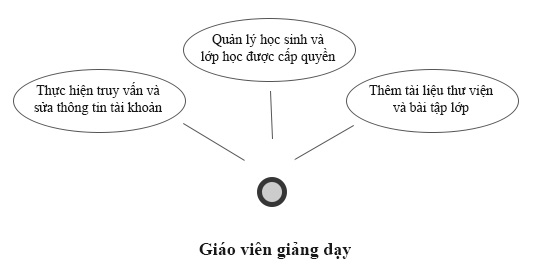 Quản lý học sinh và
lớp học được cấp quyền
Thực hiện truy vấn và
sửa thông tin tài khoản
Thêm tài liệu thư viện
và bài tập lớp
Giáo viên giảng dạy